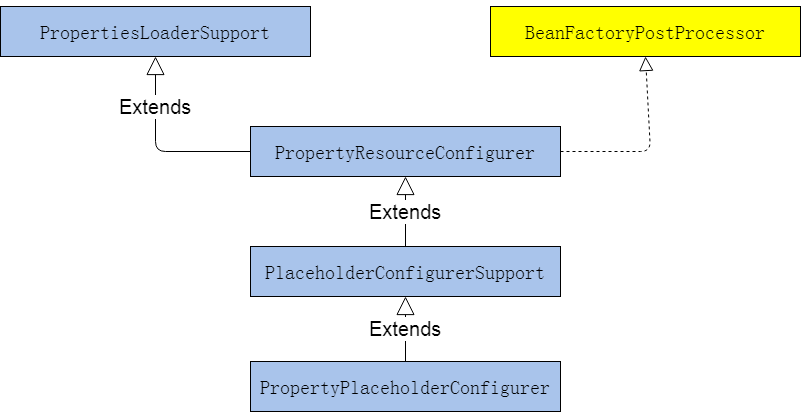 PropertiesLoaderSupport
BeanFactoryPostProcessor
Extends
PropertyResourceConfigurer
Extends
PlaceholderConfigurerSupport
Extends
PropertyPlaceholderConfigurer